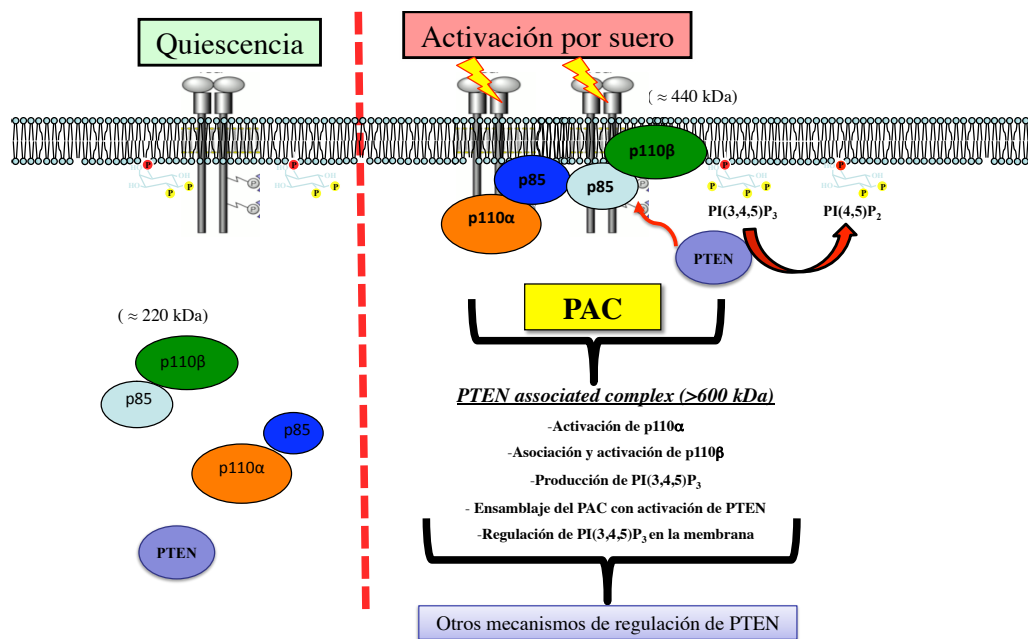 Quiescencia
Activación por suero
( ≈ 440 kDa)
p110β
p85
p85
p110α
P
P
P
P
P
P
P
P
P
P
P
P
OH
HO
PI(3,4,5)P3
PI(4,5)P2
PTEN
( ≈ 220 kDa)
p110β
p85
p85
p110α
PTEN
PAC
PTEN associated complex (>600 kDa)
-Activación de p110α
-Asociación y activación de p110β
-Producción de PI(3,4,5)P3
- Ensamblaje del PAC con activación de PTEN
-Regulación de PI(3,4,5)P3 en la membrana
Otros mecanismos de regulación de PTEN